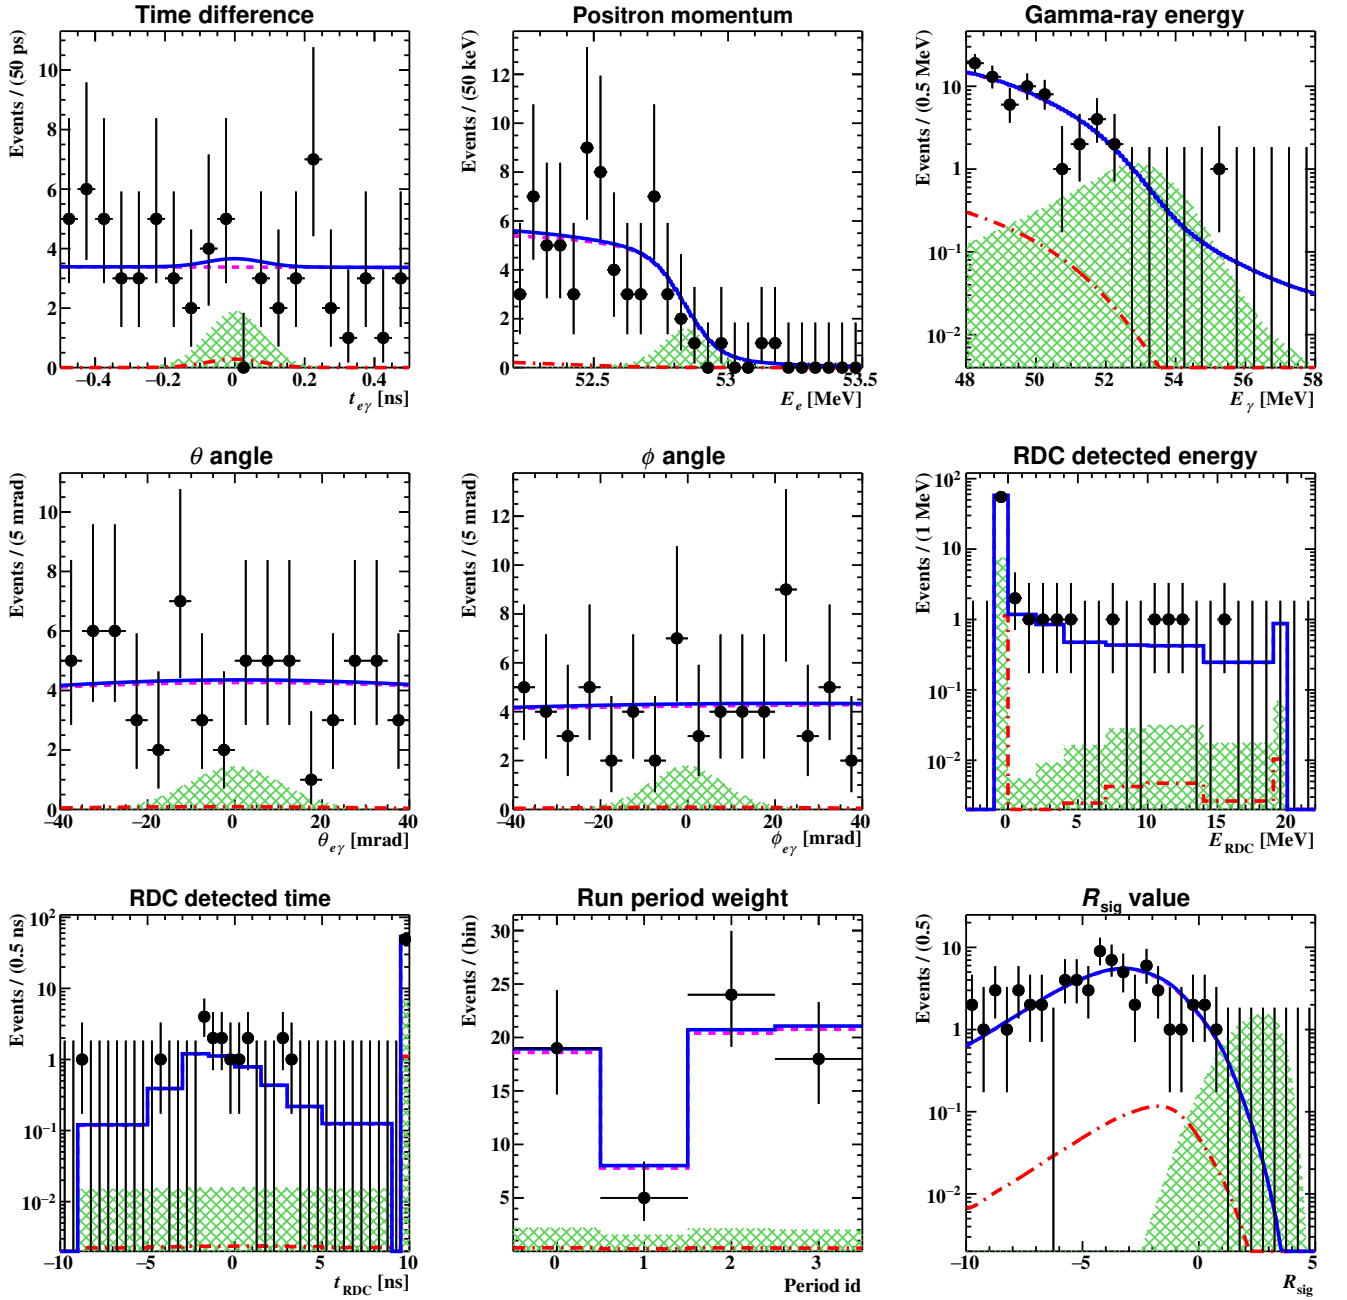 Time difference
Events / (50 ps)
10
8
6
4
2
0
−0.4 −0.2 0 0.2 0.4
t_eγ [ns]
Positron momentum
Events / (50 keV)
12
10
8
6
4
2
0
52.5 53 53.5
E_e [MeV]
Gamma-ray energy
Events / (0.5 MeV)
10
1
10⁻¹
10⁻²
48 50 52 54 56 58
E_γ [MeV]
θ angle
Events / (5 mrad)
10
8
6
4
2
0
−40 −20 0 20 40
θ_eγ [mrad]
ϕ angle
Events / (5 mrad)
12
10
8
6
4
2
0
−40 −20 0 20 40
ϕ_eγ [mrad]
RDC detected energy
Events / (1 MeV)
10²
10
1
10⁻¹
10⁻²
0 5 10 15 20
E_RDC [MeV]
RDC detected time
Events / (0.5 ns)
10²
10
1
10⁻¹
10⁻²
−10 −5 0 5 10
t_RDC [ns]
Run period weight
Events / (bin)
30
25
20
15
10
5
0 1 2 3
Period id
R_sig value
Events / (0.5)
10
1
10⁻¹
10⁻²
−10 −5 0 5
R_sig